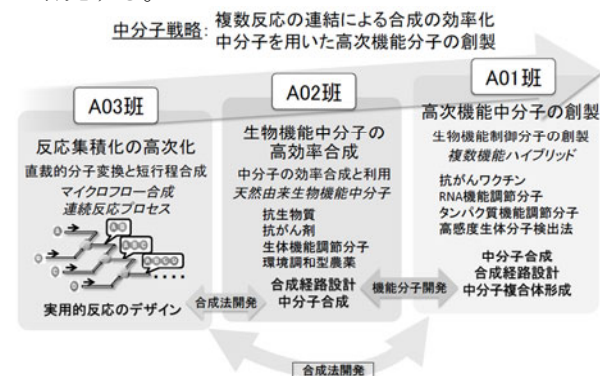 中分子戦略: 複数反応の連結による合成の効率化
中分子を用いた高次機能分子の創製
A03班
反応集積化の高次化
直截的分子変換と短行程合成
マイクロフロー合成
連続反応プロセス
実用的反応のデザイン
合成法開発
A02班
生物機能中分子の
高効率合成
中分子の効率合成と利用
天然由来生物機能中分子
抗生物質
抗がん剤
生体機能調節分子
環境調和型農薬
合成経路設計
中分子合成
機能分子開発
A01班
高次機能中分子の創製
生物機能制御分子の創製
複数機能ハイブリッド
抗がんワクチン
RNA機能調節分子
タンパク質機能調節分子
高感度生体分子検出法
中分子合成
合成経路設計
中分子複合体形成
合成法開発